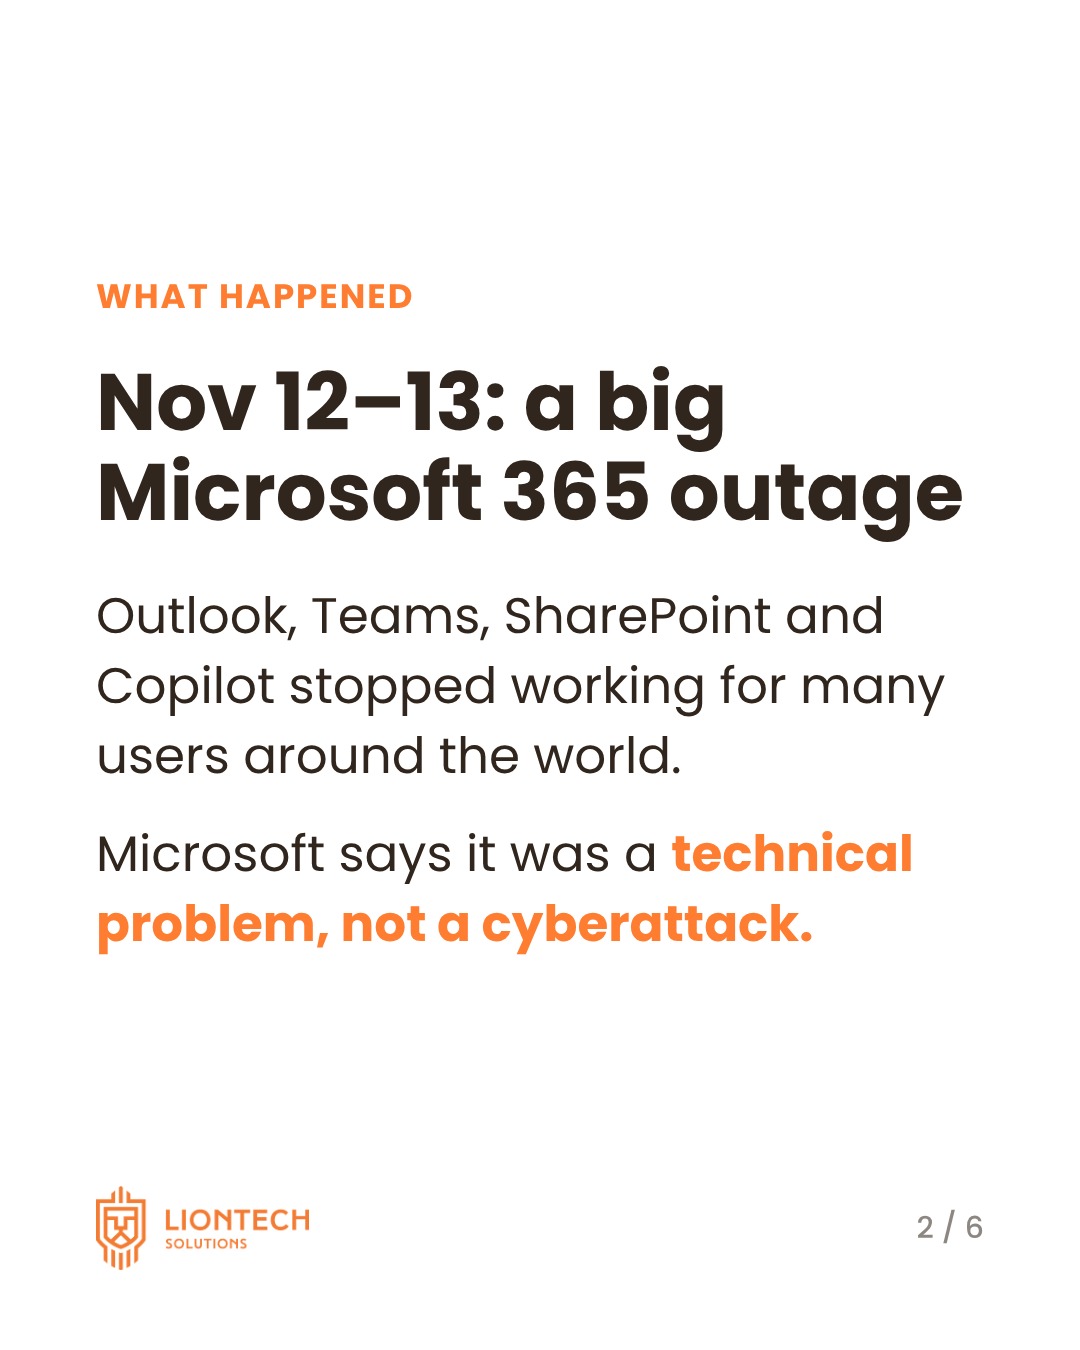 WHAT HAPPENED
Nov 12–13: a big
Microsoft 365 outage
Outlook, Teams, SharePoint and
Copilot stopped working for many
users around the world.
Microsoft says it was a technical
problem, not a cyberattack.
LIONTECH
SOLUTIONS
2 / 6